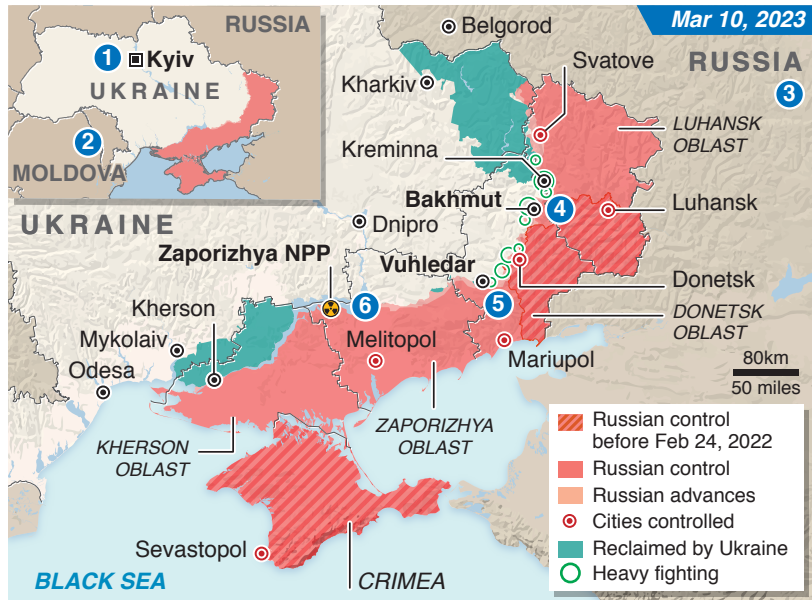 Mar 10, 2023
RUSSIA
1
Kyiv
UKRAINE
2
MOLDOVA
Belgorod
Svatove
RUSSIA
3
Kharkiv
LUHANSK
OBLAST
Kreminna
Bakhmut
4
Luhansk
UKRAINE
Dnipro
Zaporizhya NPP
Vuhledar
Donetsk
Kherson
6
5
DONETSK
OBLAST
Mykolaiv
Melitopol
Mariupol
Odesa
80km
50 miles
KHERSON
OBLAST
ZAPORIZHYA
OBLAST
Russian control
before Feb 24, 2022
Russian control
Russian advances
Cities controlled
Reclaimed by Ukraine
Heavy fighting
Sevastopol
BLACK SEA
CRIMEA